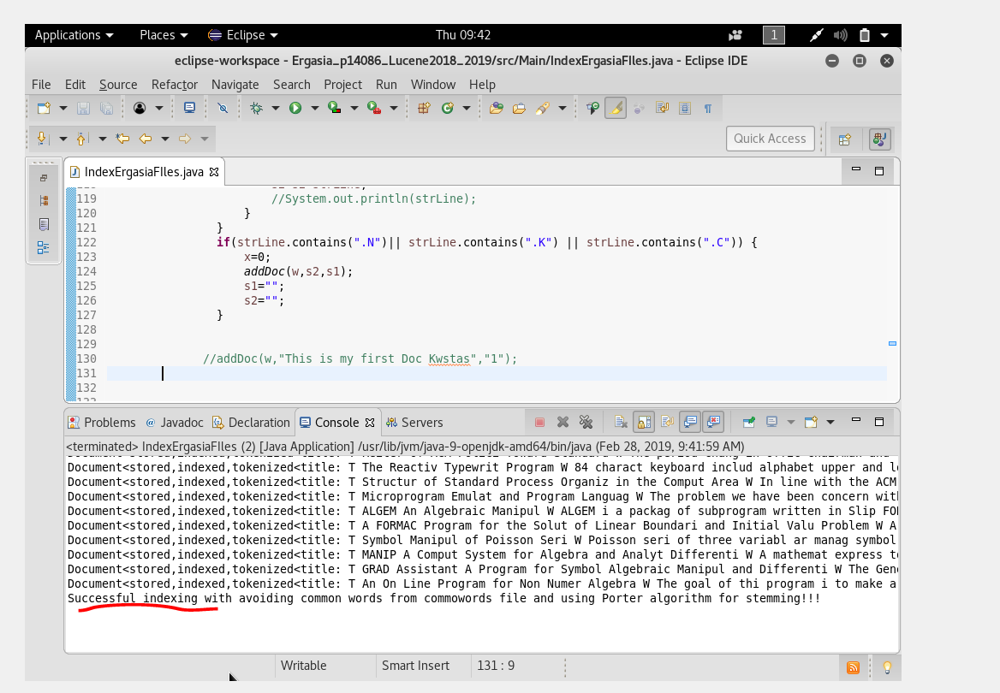 Applications Places Eclipse Thu 09:42 1
eclipse-workspace - Ergasia_p14086_Lucene2018_2019/src/Main/IndexErgasiaFIles.java - Eclipse IDE
File Edit Source Refactor Navigate Search Project Run Window Help
Quick Access
IndexErgasiaFIles.java
119 //System.out.println(strLine);
120 }
121 }
122 if(strLine.contains(".N")|| strLine.contains(".K") || strLine.contains(".C")) {
123 x=0;
124 addDoc(w,s2,s1);
125 s1="";
126 s2="";
127 }
128
129
130 //addDoc(w,"This is my first Doc Kwstas","1");
131
132
Problems Javadoc Declaration Console Servers
<terminated> IndexErgasiaFIles (2) [Java Application] /usr/lib/jvm/java-9-openjdk-amd64/bin/java (Feb 28, 2019, 9:41:59 AM)
Document<stored,indexed,tokenized<title: T The Reactiv Typewrit Program W 84 charact keyboard includ alphabet upper and l
Document<stored,indexed,tokenized<title: T Structur of Standard Process Organiz in the Comput Area W In line with the ACM
Document<stored,indexed,tokenized<title: T Microprogram Emulat and Program Languag W The problem we have been concern wit
Document<stored,indexed,tokenized<title: T ALGEM An Algebraic Manipul W ALGEM i a packag of subprogram written in Slip FO
Document<stored,indexed,tokenized<title: T A FORMAC Program for the Solut of Linear Boundari and Initial Valu Problem W A
Document<stored,indexed,tokenized<title: T Symbol Manipul of Poisson Seri W Poisson seri of three variabl ar manag symbol
Document<stored,indexed,tokenized<title: T MANIP A Comput System for Algebra and Analyt Differenti W A mathemat express t
Document<stored,indexed,tokenized<title: T GRAD Assistant A Program for Symbol Algebraic Manipul and Differenti W The Gen
Document<stored,indexed,tokenized<title: T An On Line Program for Non Numer Algebra W The goal of thi program i to make a
Successful indexing with avoiding common words from commowords file and using Porter algorithm for stemming!!!
Writable Smart Insert 131 : 9